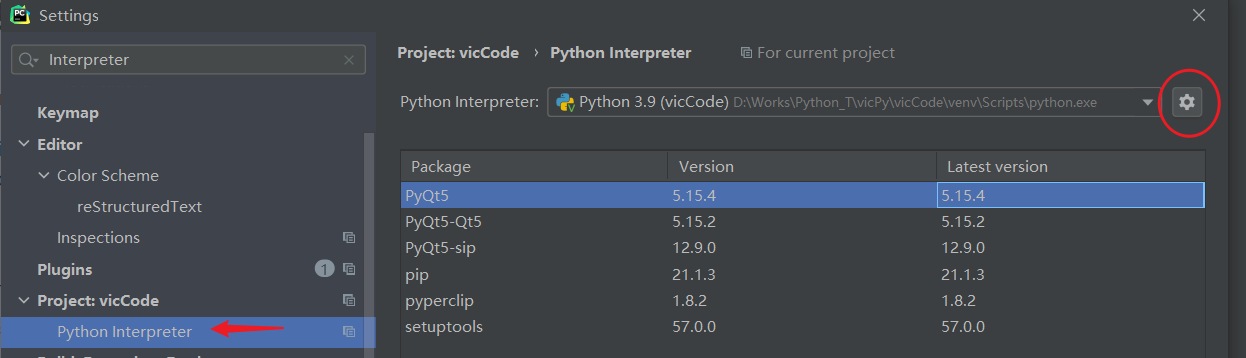 PC
Settings
Interpreter
Keymap
Editor
Color Scheme
reStructuredText
Inspections
Plugins 1
Project: vicCode
Python Interpreter
Project: vicCode › Python Interpreter For current project
Python Interpreter: Python 3.9 (vicCode) D:\Works\Python_T\vicPy\vicCode\venv\Scripts\python.exe
Package Version Latest version
PyQt5 5.15.4 5.15.4
PyQt5-Qt5 5.15.2 5.15.2
PyQt5-sip 12.9.0 12.9.0
pip 21.1.3 21.1.3
pyperclip 1.8.2 1.8.2
setuptools 57.0.0 57.0.0